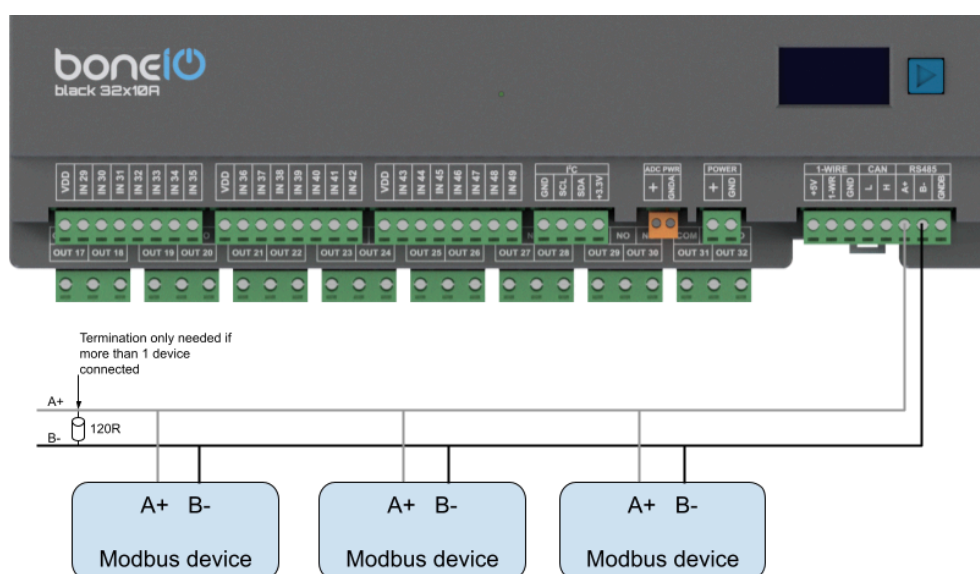 boneIO
black 32x10A
VDD IN 29 IN 30 IN 31 IN 32 IN 33 IN 34 IN 35
VDD IN 36 IN 37 IN 38 IN 39 IN 40 IN 41 IN 42
VDD IN 43 IN 44 IN 45 IN 46 IN 47 IN 48 IN 49
I²C
GND SCL SDA +3.3V
ADC PWR
+ GNDA
POWER
+ GND
1-WIRE CAN RS485
+5V 1-WR GND L H A+ B- GNDB
NO
OUT 17 OUT 18 OUT 19 OUT 20 OUT 21 OUT 22 OUT 23 OUT 24 OUT 25 OUT 26 OUT 27 OUT 28 OUT 29 OUT 30 OUT 31 OUT 32
Termination only needed if
more than 1 device
connected
A+
120R
B-
A+ B-
Modbus device
A+ B-
Modbus device
A+ B-
Modbus device